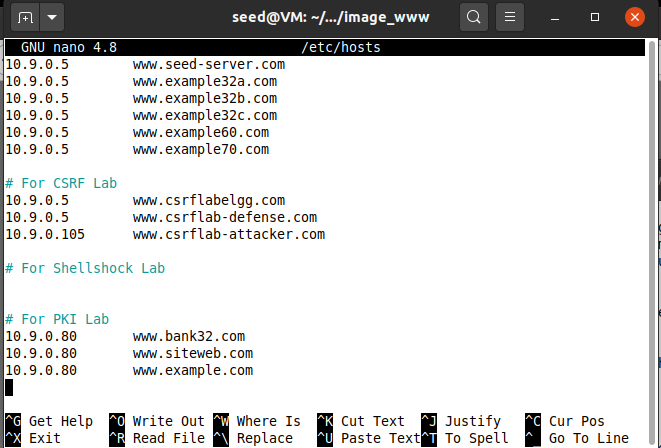 seed@VM: ~/.../image_www
GNU nano 4.8 /etc/hosts
10.9.0.5 www.seed-server.com
10.9.0.5 www.example32a.com
10.9.0.5 www.example32b.com
10.9.0.5 www.example32c.com
10.9.0.5 www.example60.com
10.9.0.5 www.example70.com
# For CSRF Lab
10.9.0.5 www.csrflabelgg.com
10.9.0.5 www.csrflab-defense.com
10.9.0.105 www.csrflab-attacker.com
# For Shellshock Lab
# For PKI Lab
10.9.0.80 www.bank32.com
10.9.0.80 www.siteweb.com
10.9.0.80 www.example.com
^G Get Help ^O Write Out ^W Where Is ^K Cut Text ^J Justify ^C Cur Pos
^X Exit ^R Read File ^\ Replace ^U Paste Text ^T To Spell ^_ Go To Line